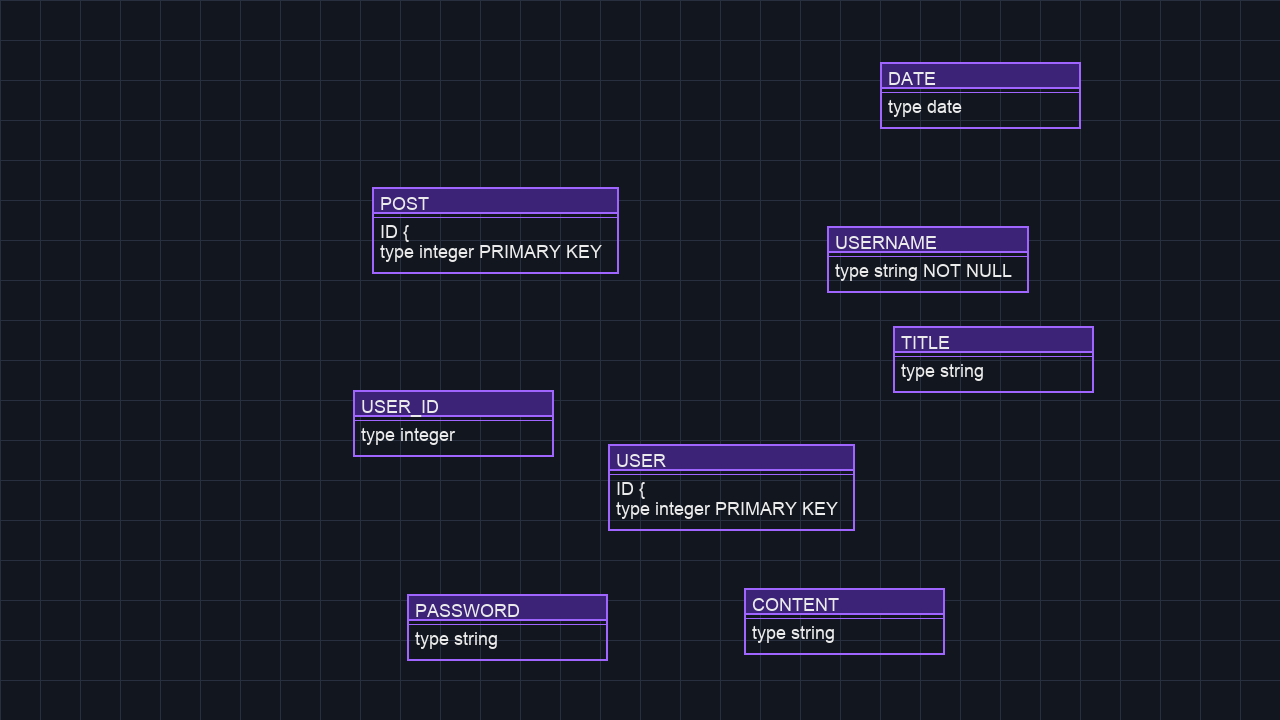 DATE
type date
POST
ID {
type integer PRIMARY KEY
USERNAME
type string NOT NULL
TITLE
type string
USER_ID
type integer
USER
ID {
type integer PRIMARY KEY
PASSWORD
type string
CONTENT
type string